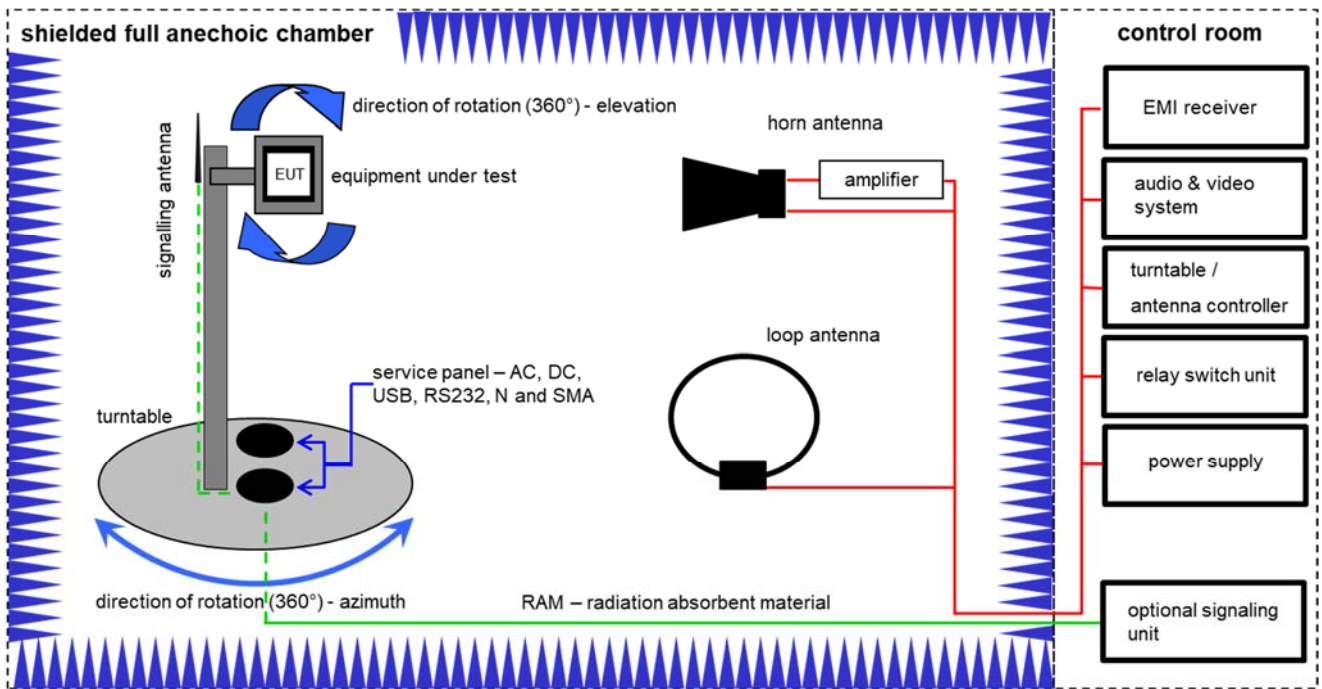 shielded full anechoic chamber
control room
direction of rotation (360°) - elevation
signalling antenna
EUT
equipment under test
horn antenna
amplifier
loop antenna
service panel – AC, DC,
USB, RS232, N and SMA
turntable
direction of rotation (360°) - azimuth
RAM – radiation absorbent material
EMI receiver
audio & video
system
turntable /
antenna controller
relay switch unit
power supply
optional signaling
unit